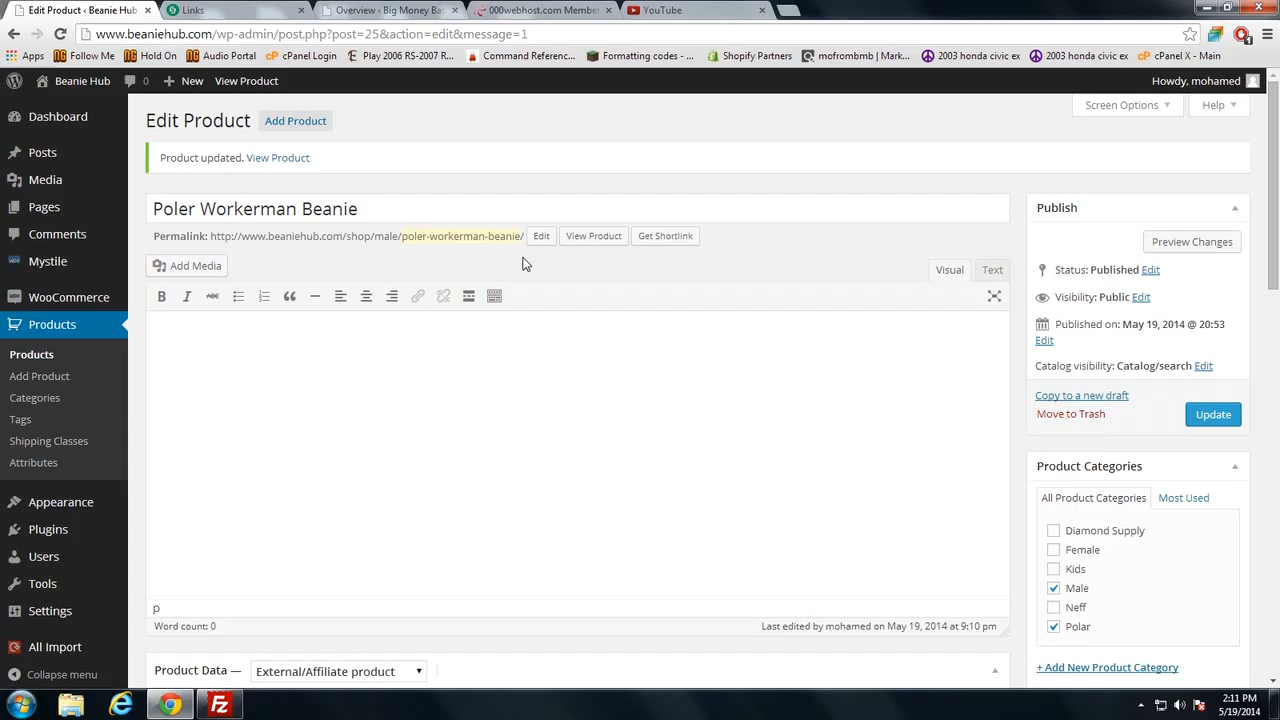 Edit Product ‹ Beanie Hub
Links
Overview ‹ Big Money Ba
000webhost.com Membe
YouTube
www.beaniehub.com/wp-admin/post.php?post=25&action=edit&message=1
Apps
Follow Me
Hold On
Audio Portal
cPanel Login
Play 2006 RS-2007 R...
Command Referenc...
Formatting codes - ...
Shopify Partners
mofrombmb | Mark...
2003 honda civic ex
2003 honda civic ex
cPanel X - Main
Beanie Hub
0
New
View Product
Howdy, mohamed
Screen Options
Help
Edit Product
Add Product
Product updated. View Product
Dashboard
Posts
Media
Pages
Comments
Mystile
WooCommerce
Products
Products
Add Product
Categories
Tags
Shipping Classes
Attributes
Appearance
Plugins
Users
Tools
Settings
All Import
Collapse menu
Poler Workerman Beanie
Permalink: http://www.beaniehub.com/shop/male/poler-workerman-beanie/
Edit
View Product
Get Shortlink
Add Media
Visual
Text
B
I
ABC
p
Word count: 0
Last edited by mohamed on May 19, 2014 at 9:10 pm
Product Data —
External/Affiliate product
Publish
Preview Changes
Status: Published Edit
Visibility: Public Edit
Published on: May 19, 2014 @ 20:53
Edit
Catalog visibility: Catalog/search Edit
Copy to a new draft
Move to Trash
Update
Product Categories
All Product Categories
Most Used
Diamond Supply
Female
Kids
Male
Neff
Polar
+ Add New Product Category
Fz
2:11 PM
5/19/2014